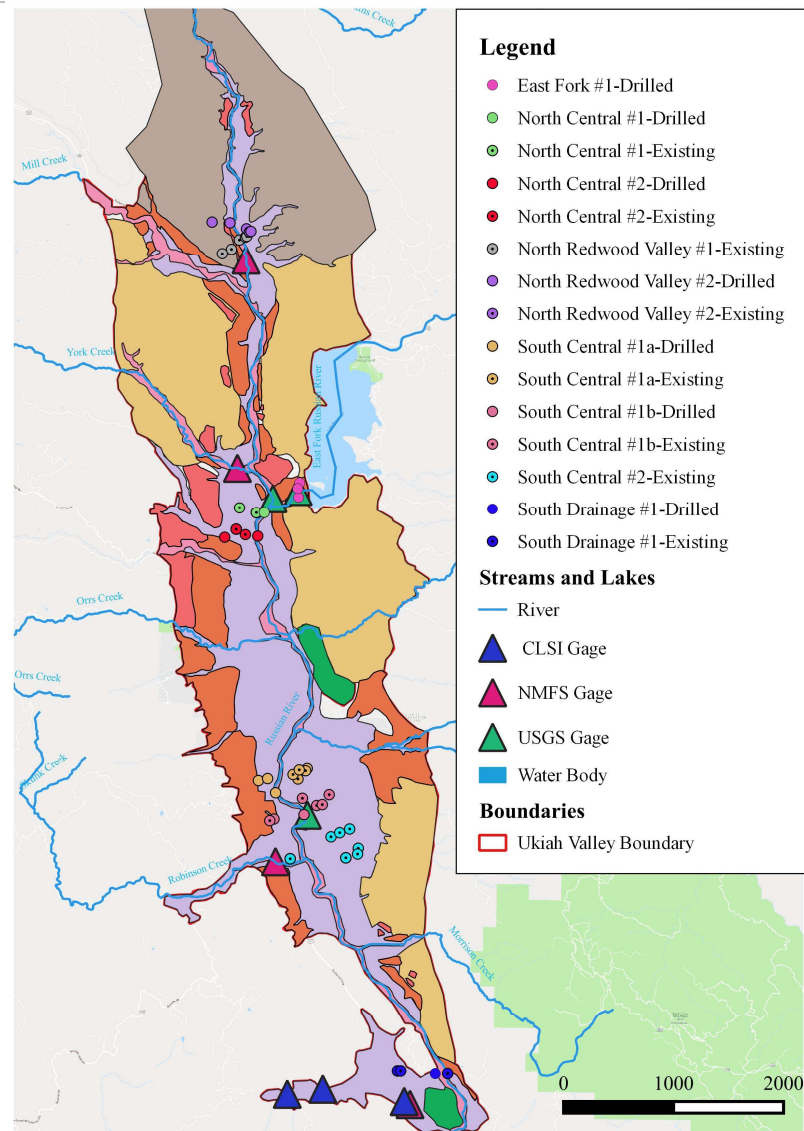 Mill Creek
York Creek
East Fork Russian River
Orrs Creek
Orrs Creek
Russian River
Robinson Creek
Morrison Creek
Legend
East Fork #1-Drilled
North Central #1-Drilled
North Central #1-Existing
North Central #2-Drilled
North Central #2-Existing
North Redwood Valley #1-Existing
North Redwood Valley #2-Drilled
North Redwood Valley #2-Existing
South Central #1a-Drilled
South Central #1a-Existing
South Central #1b-Drilled
South Central #1b-Existing
South Central #2-Existing
South Drainage #1-Drilled
South Drainage #1-Existing
Streams and Lakes
River
CLSI Gage
NMFS Gage
USGS Gage
Water Body
Boundaries
Ukiah Valley Boundary
0 1000 2000